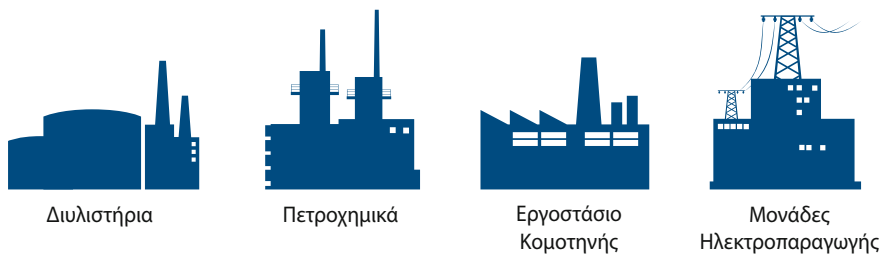 Διυλιστήρια
Πετροχημικά
Εργοστάσιο
Κομοτηνής
Μονάδες
Ηλεκτροπαραγωγής